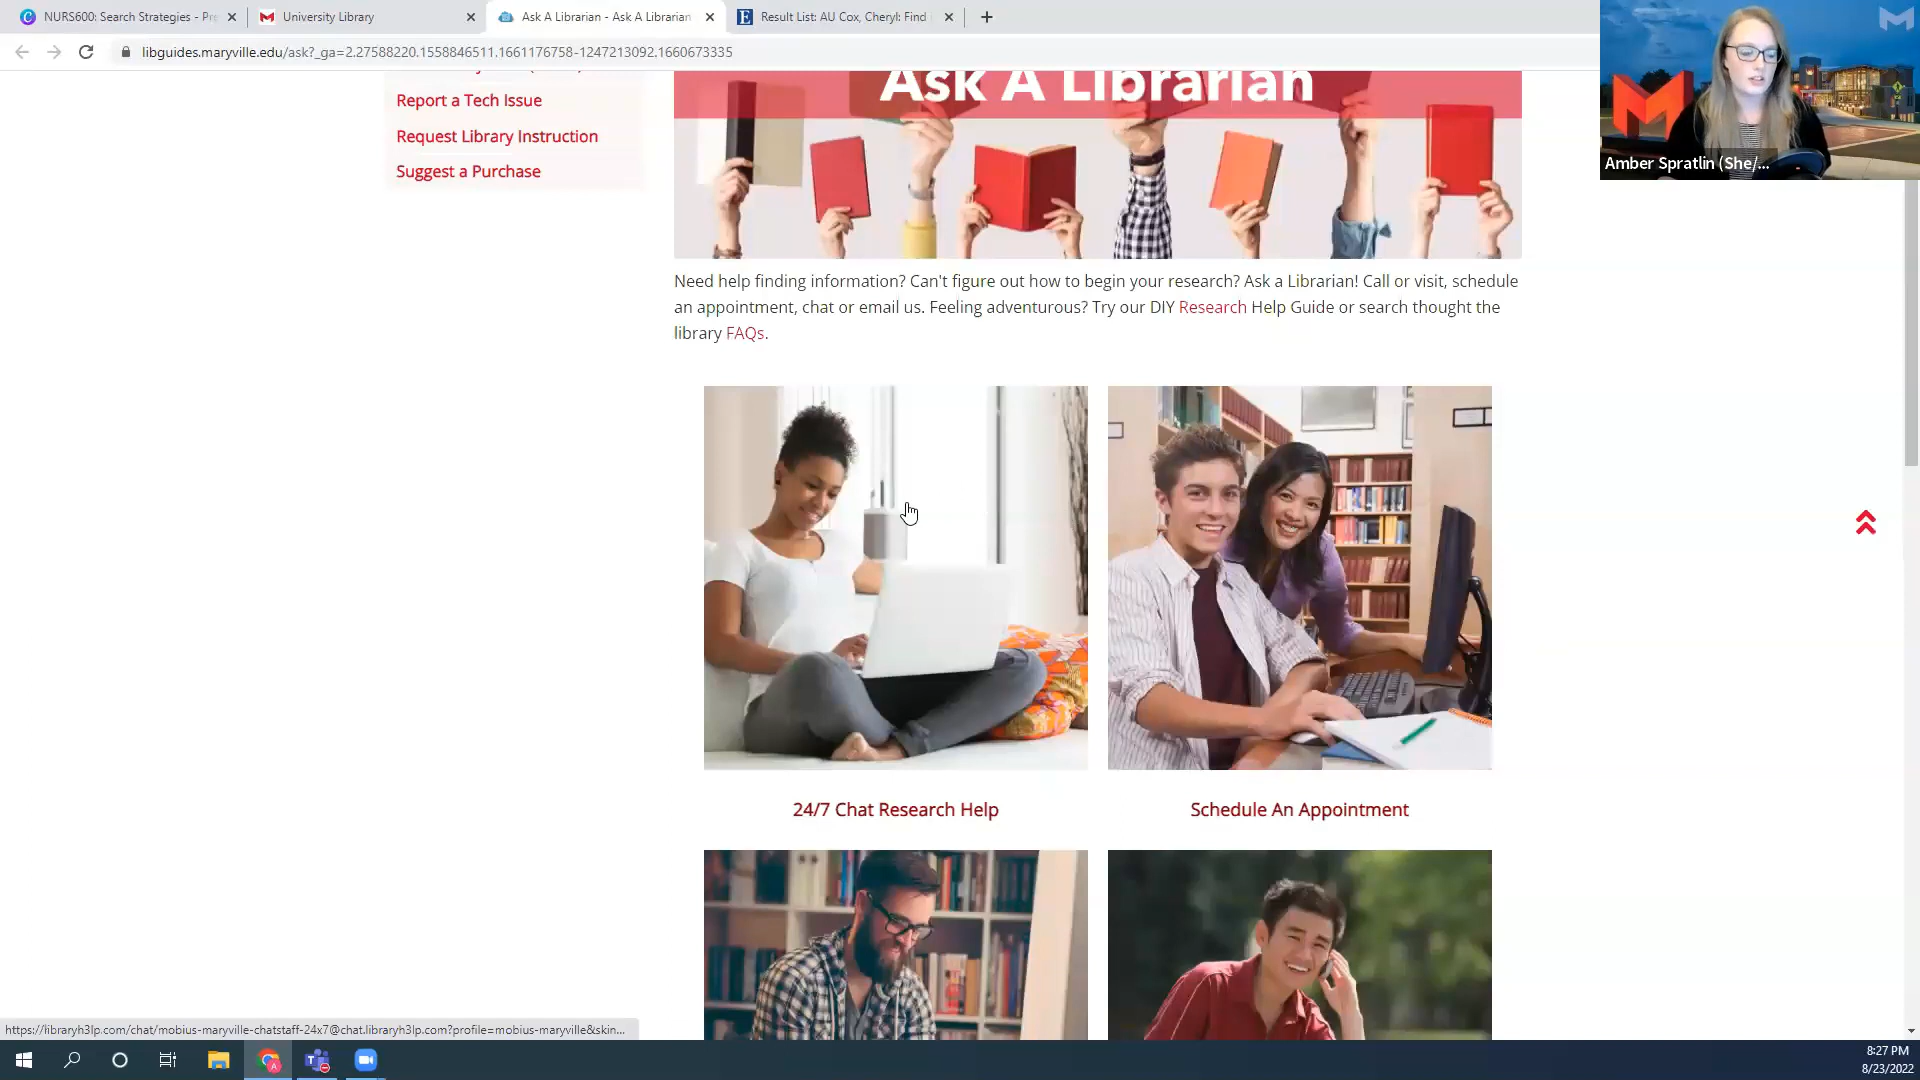 NURS600: Search Strategies - Pr
University Library
Ask A Librarian - Ask A Librarian
Result List: AU Cox, Cheryl: Find
libguides.maryville.edu/ask?_ga=2.27588220.1558846511.1661176758-1247213092.1660673335
Report a Tech Issue
Request Library Instruction
Suggest a Purchase
Ask A Librarian
Amber Spratlin (She/...
Need help finding information? Can't figure out how to begin your research? Ask a Librarian! Call or visit, schedule
an appointment, chat or email us. Feeling adventurous? Try our DIY Research Help Guide or search thought the
library FAQs.
24/7 Chat Research Help
Schedule An Appointment
https://libraryh3lp.com/chat/mobius-maryville-chatstaff-24x7@chat.libraryh3lp.com?profile=mobius-maryville&skin...
8:27 PM
8/23/2022